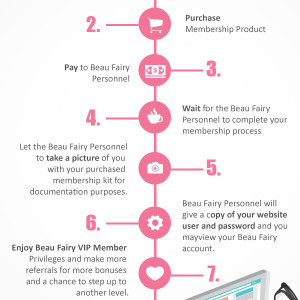 2.
Purchase
Membership Product
Pay to Beau Fairy
Personnel
3.
4.
Wait for the Beau Fairy
Personnel to complete your
membership process
Let the Beau Fairy Personnel
to take a picture of you
with your purchased
membership kit for
documentation purposes.
5.
6.
Beau Fairy Personnel will
give a copy of your website
user and password and you
mayview your Beau Fairy
account.
Enjoy Beau Fairy VIP Member
Privileges and make more
referrals for more bonuses
and a chance to step up to
another level.
7.